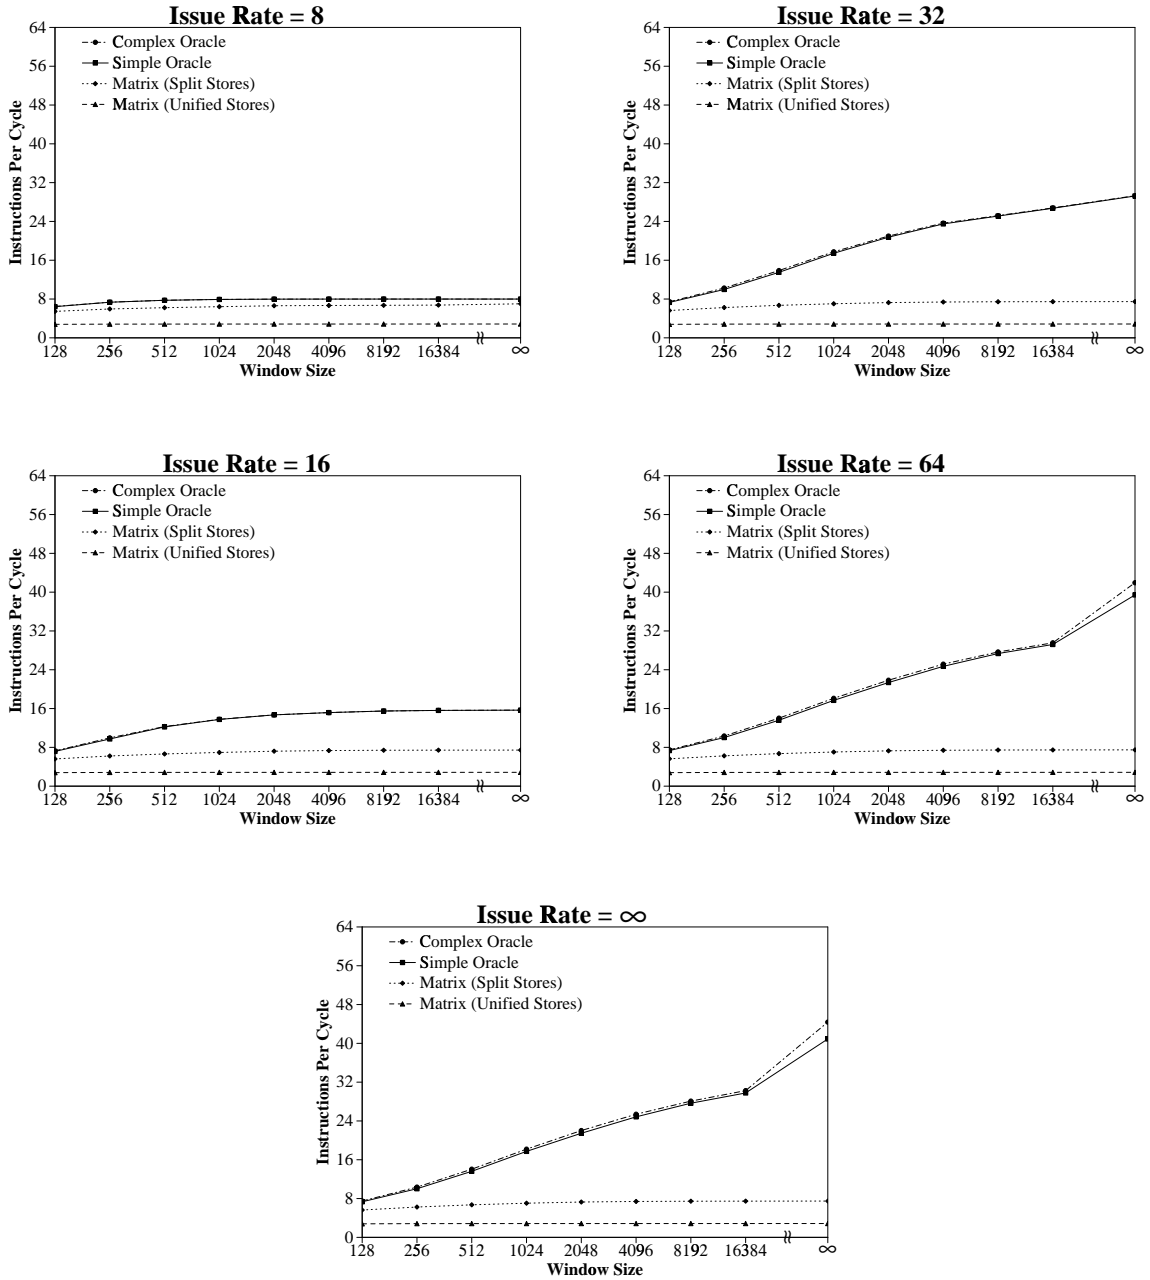 Issue Rate = 8
64
56
48
40
32
24
16
8
0
Instructions Per Cycle
Complex Oracle
Simple Oracle
Matrix (Split Stores)
Matrix (Unified Stores)
128 256 512 1024 2048 4096 8192 16384 ∞
Window Size
Issue Rate = 32
64
56
48
40
32
24
16
8
0
Instructions Per Cycle
Complex Oracle
Simple Oracle
Matrix (Split Stores)
Matrix (Unified Stores)
128 256 512 1024 2048 4096 8192 16384 ∞
Window Size
Issue Rate = 16
64
56
48
40
32
24
16
8
0
Instructions Per Cycle
Complex Oracle
Simple Oracle
Matrix (Split Stores)
Matrix (Unified Stores)
128 256 512 1024 2048 4096 8192 16384 ∞
Window Size
Issue Rate = 64
64
56
48
40
32
24
16
8
0
Instructions Per Cycle
Complex Oracle
Simple Oracle
Matrix (Split Stores)
Matrix (Unified Stores)
128 256 512 1024 2048 4096 8192 16384 ∞
Window Size
Issue Rate = ∞
64
56
48
40
32
24
16
8
0
Instructions Per Cycle
Complex Oracle
Simple Oracle
Matrix (Split Stores)
Matrix (Unified Stores)
128 256 512 1024 2048 4096 8192 16384 ∞
Window Size